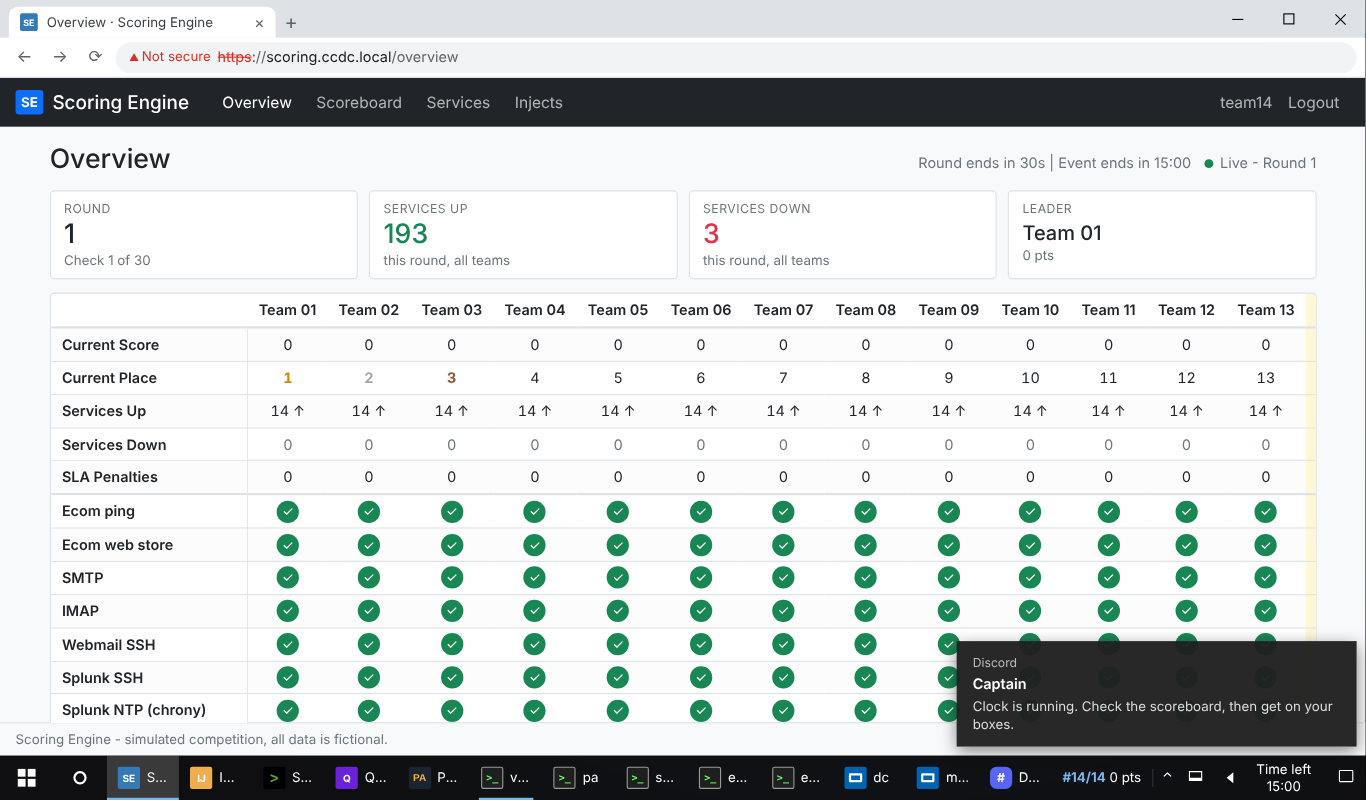 SE Overview · Scoring Engine × +
Not secure https://scoring.ccdc.local/overview
SE Scoring Engine Overview Scoreboard Services Injects team14 Logout
Overview
Round ends in 30s | Event ends in 15:00 Live - Round 1
ROUND SERVICES UP SERVICES DOWN LEADER
1 193 3 Team 01
Check 1 of 30 this round, all teams this round, all teams 0 pts
Team 01 Team 02 Team 03 Team 04 Team 05 Team 06 Team 07 Team 08 Team 09 Team 10 Team 11 Team 12 Team 13
Current Score 0 0 0 0 0 0 0 0 0 0 0 0 0
Current Place 1 2 3 4 5 6 7 8 9 10 11 12 13
Services Up 14 ↑ 14 ↑ 14 ↑ 14 ↑ 14 ↑ 14 ↑ 14 ↑ 14 ↑ 14 ↑ 14 ↑ 14 ↑ 14 ↑ 14 ↑
Services Down 0 0 0 0 0 0 0 0 0 0 0 0 0
SLA Penalties 0 0 0 0 0 0 0 0 0 0 0 0 0
Ecom ping
Ecom web store
SMTP
IMAP
Webmail SSH
Splunk SSH
Splunk NTP (chrony)
Discord
Captain
Clock is running. Check the scoreboard, then get on your
boxes.
Scoring Engine - simulated competition, all data is fictional.
SE S... IJ I... > S... Q Q... PA P... >_ v... >_ pa >_ s... >_ e... >_ e... dc m... # D... #14/14 0 pts Time left
15:00